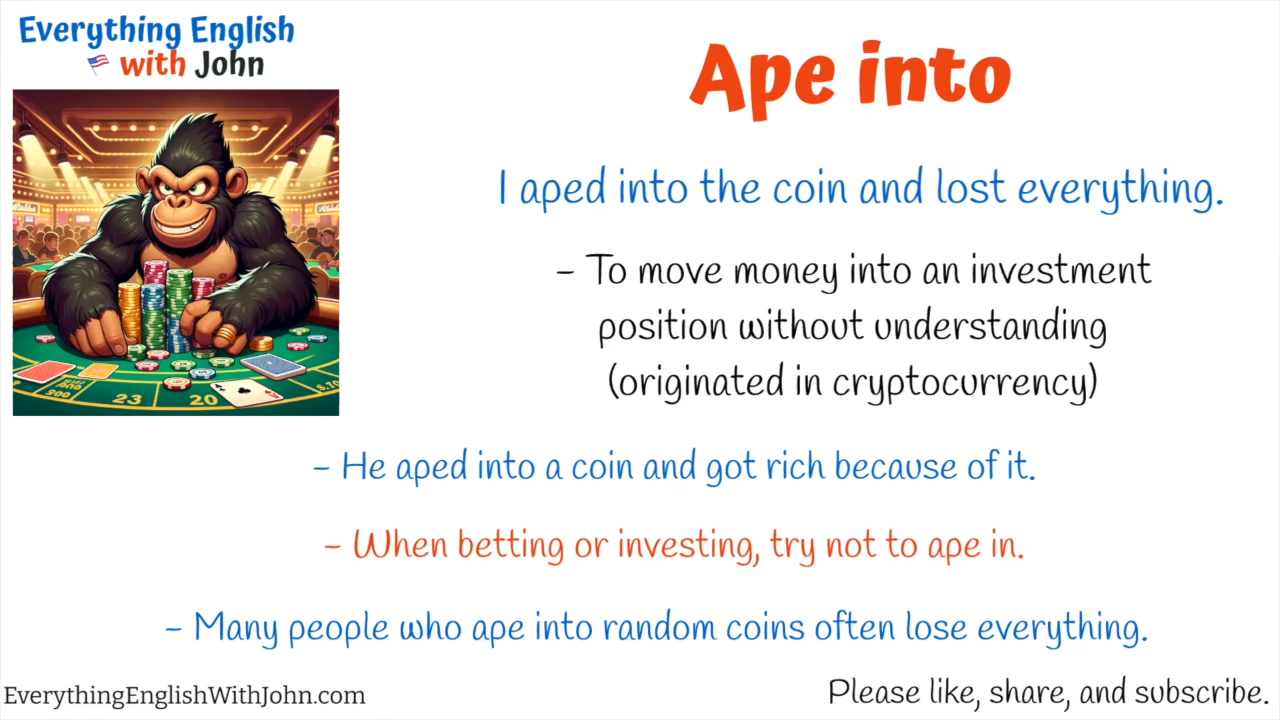 Everything English
with John
Ape into
I aped into the coin and lost everything.
- To move money into an investment
position without understanding
(originated in cryptocurrency)
- He aped into a coin and got rich because of it.
- When betting or investing, try not to ape in.
- Many people who ape into random coins often lose everything.
EverythingEnglishWithJohn.com
Please like, share, and subscribe.
23
20